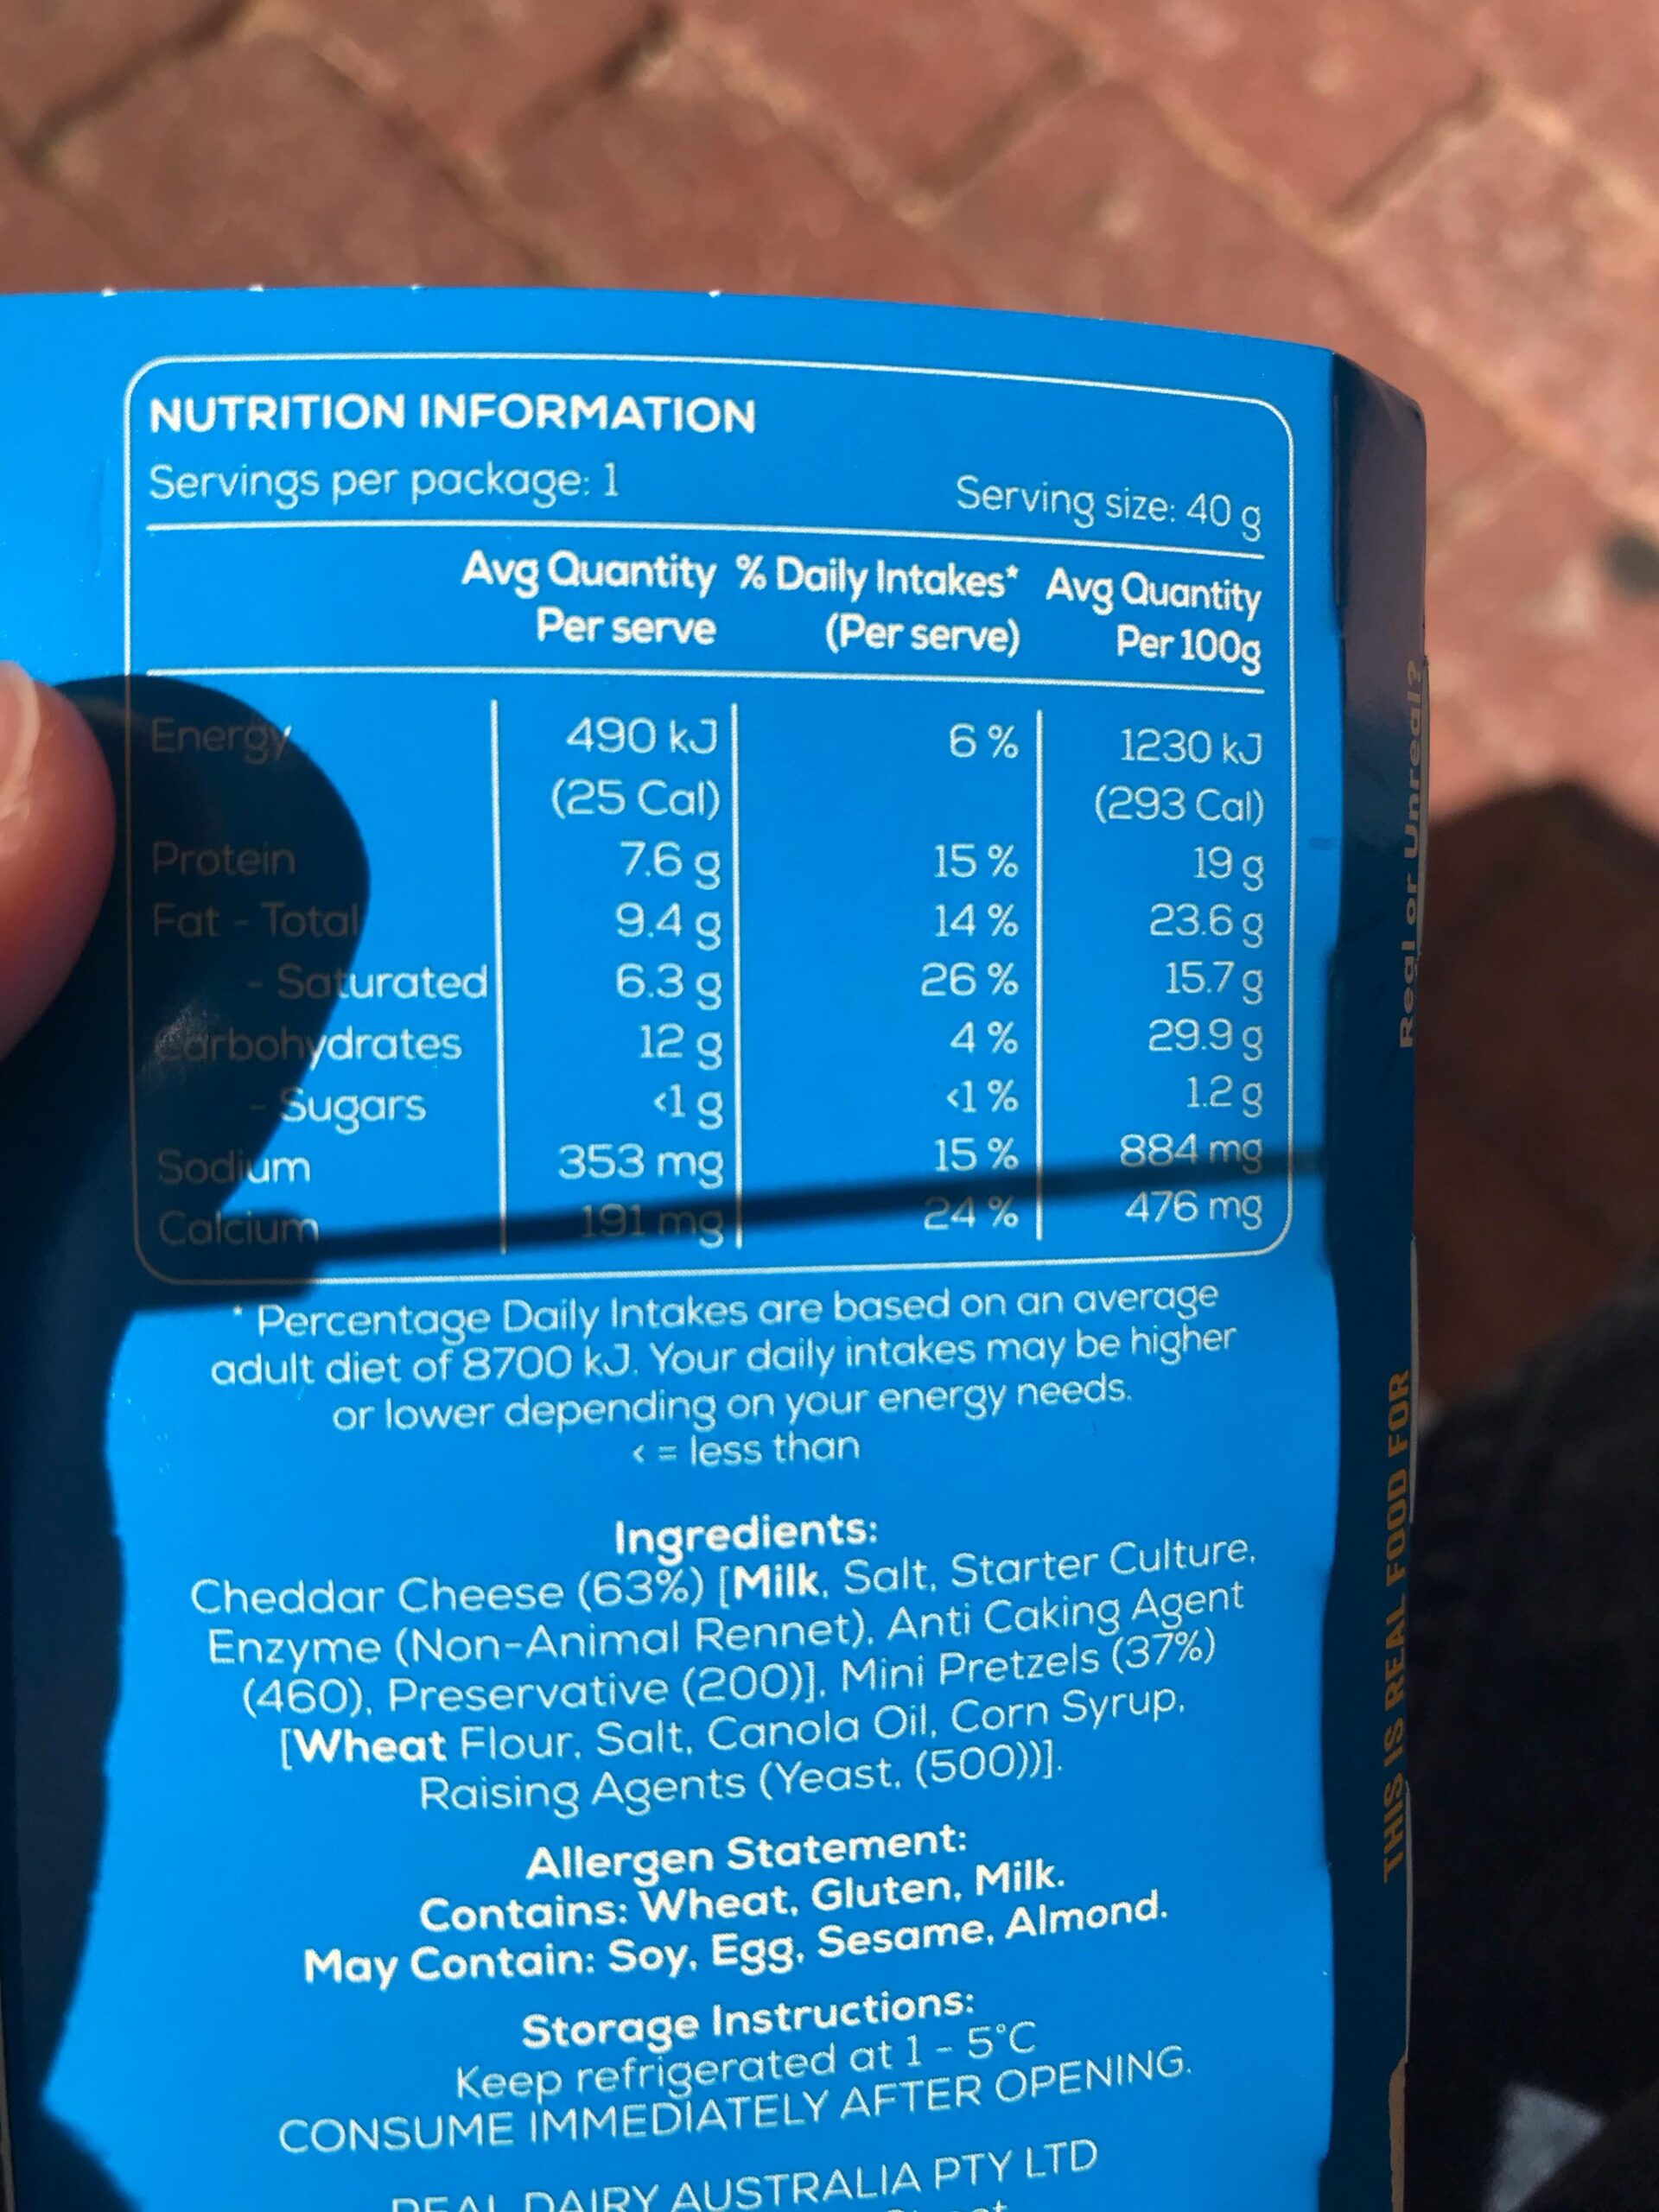 NUTRITION INFORMATION
Servings per package: 1 Serving size: 40 g
Avg Quantity % Daily Intakes* Avg Quantity
Per serve (Per serve) Per 100g
Energy 490 kJ 6 % 1230 kJ
(25 Cal) (293 Cal)
Protein 7.6 g 15 % 19 g
Fat - Total 9.4 g 14 % 23.6 g
- Saturated 6.3 g 26 % 15.7 g
Carbohydrates 12 g 4 % 29.9 g
- Sugars <1 g <1 % 1.2 g
Sodium 353 mg 15 % 884 mg
Calcium 191 mg 24 % 476 mg
* Percentage Daily Intakes are based on an average
adult diet of 8700 kJ. Your daily intakes may be higher
or lower depending on your energy needs.
< = less than
Ingredients:
Cheddar Cheese (63%) [Milk, Salt, Starter Culture,
Enzyme (Non-Animal Rennet), Anti Caking Agent
(460), Preservative (200)], Mini Pretzels (37%)
[Wheat Flour, Salt, Canola Oil, Corn Syrup,
Raising Agents (Yeast, (500))].
Allergen Statement:
Contains: Wheat, Gluten, Milk.
May Contain: Soy, Egg, Sesame, Almond.
Storage Instructions:
Keep refrigerated at 1 - 5°C
CONSUME IMMEDIATELY AFTER OPENING.
REAL DAIRY AUSTRALIA PTY LTD
Real or Unreal?
THIS IS REAL FOOD FOR